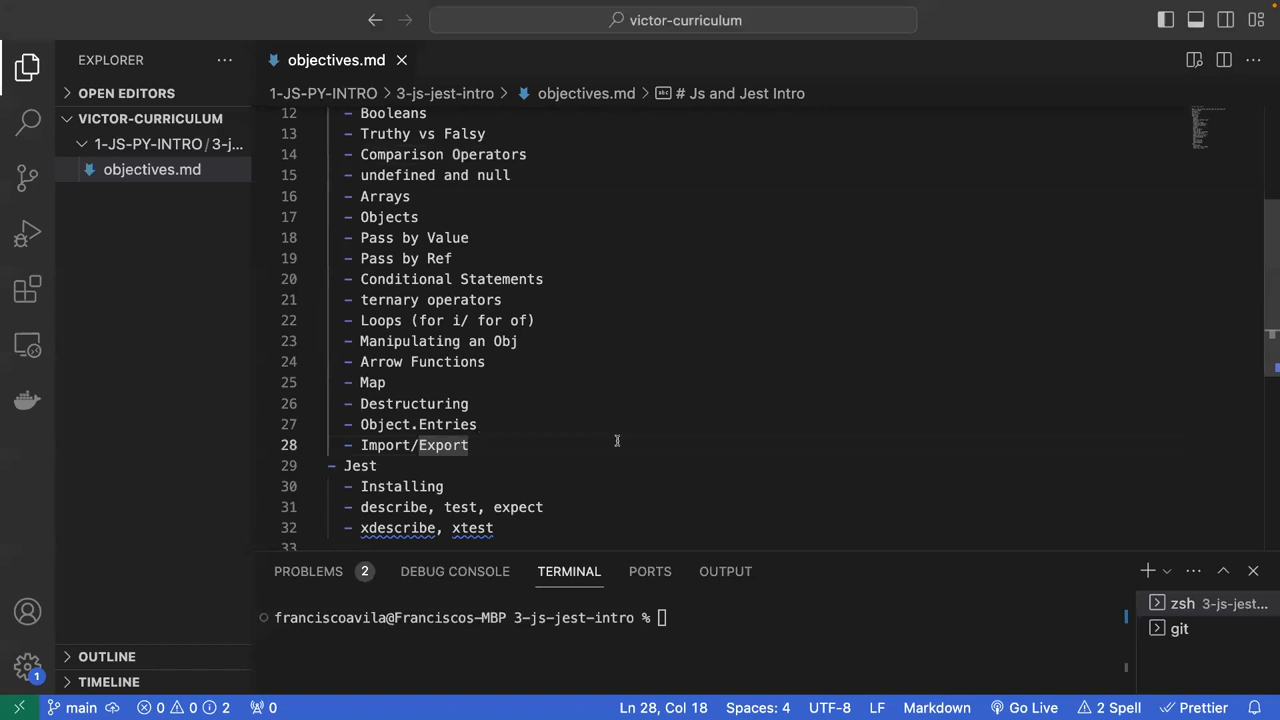 victor-curriculum
EXPLORER
objectives.md
OPEN EDITORS
1-JS-PY-INTRO > 3-js-jest-intro > objectives.md > # Js and Jest Intro
VICTOR-CURRICULUM
1-JS-PY-INTRO / 3-j...
objectives.md
12 - Booleans
13 - Truthy vs Falsy
14 - Comparison Operators
15 - undefined and null
16 - Arrays
17 - Objects
18 - Pass by Value
19 - Pass by Ref
20 - Conditional Statements
21 - ternary operators
22 - Loops (for i/ for of)
23 - Manipulating an Obj
24 - Arrow Functions
25 - Map
26 - Destructuring
27 - Object.Entries
28 - Import/Export
29 - Jest
30 - Installing
31 - describe, test, expect
32 - xdescribe, xtest
33
PROBLEMS 2 DEBUG CONSOLE TERMINAL PORTS OUTPUT
franciscoavila@Franciscos-MBP 3-js-jest-intro %
zsh 3-js-jest...
git
OUTLINE
TIMELINE
1
main 0 0 2 0 Ln 28, Col 18 Spaces: 4 UTF-8 LF Markdown Go Live 2 Spell Prettier